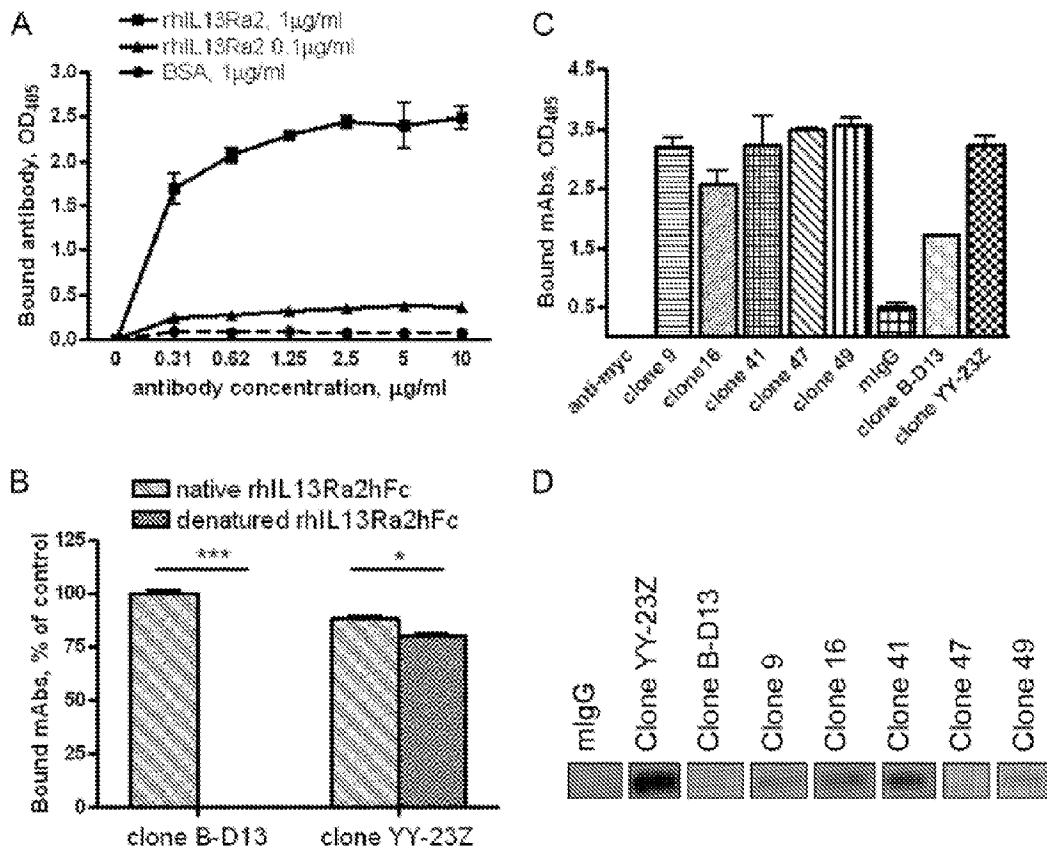 A
rhIL13Ra2, 1µg/ml
rhIL13Ra2 0.1µg/ml
BSA, 1µg/ml
Bound antibody, OD405
3.0
2.5
2.0
1.5
1.0
0.5
0.0
0 0.31 0.62 1.25 2.5 5 10
antibody concentration, µg/ml
C
Bound mAbs, OD405
4.5
3.5
2.5
1.5
0.5
anti-myc
clone 9
clone16
clone 41
clone 47
clone 49
mIgG
clone B-D13
clone YY-23Z
B
native rhIL13Ra2hFc
denatured rhIL13Ra2hFc
Bound mAbs, % of control
125
100
75
50
25
0
***
*
clone B-D13 clone YY-23Z
D
mIgG
Clone YY-23Z
Clone B-D13
Clone 9
Clone 16
Clone 41
Clone 47
Clone 49